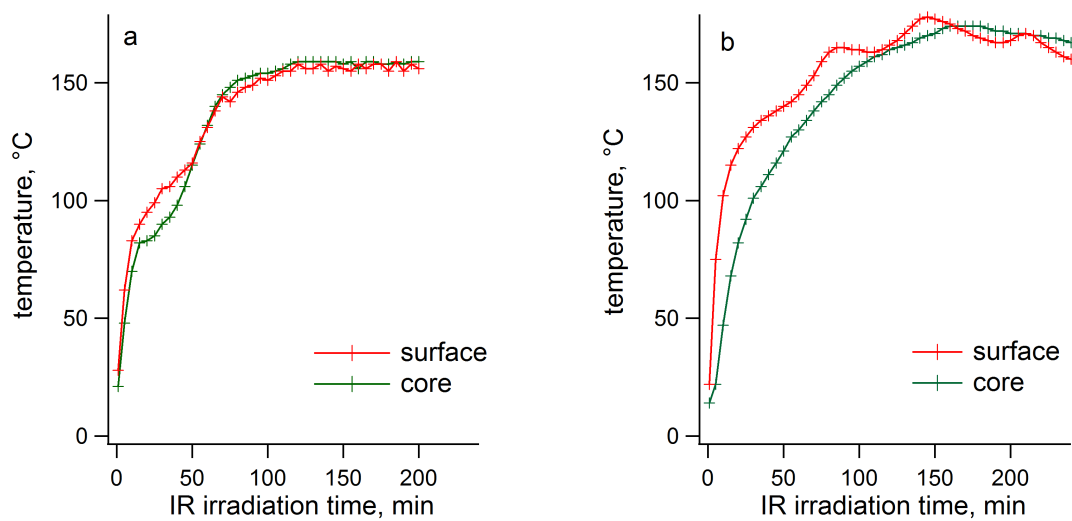 a
temperature, °C
150
100
50
0
surface
core
0 50 100 150 200
IR irradiation time, min
b
temperature, °C
150
100
50
0
surface
core
0 50 100 150 200
IR irradiation time, min